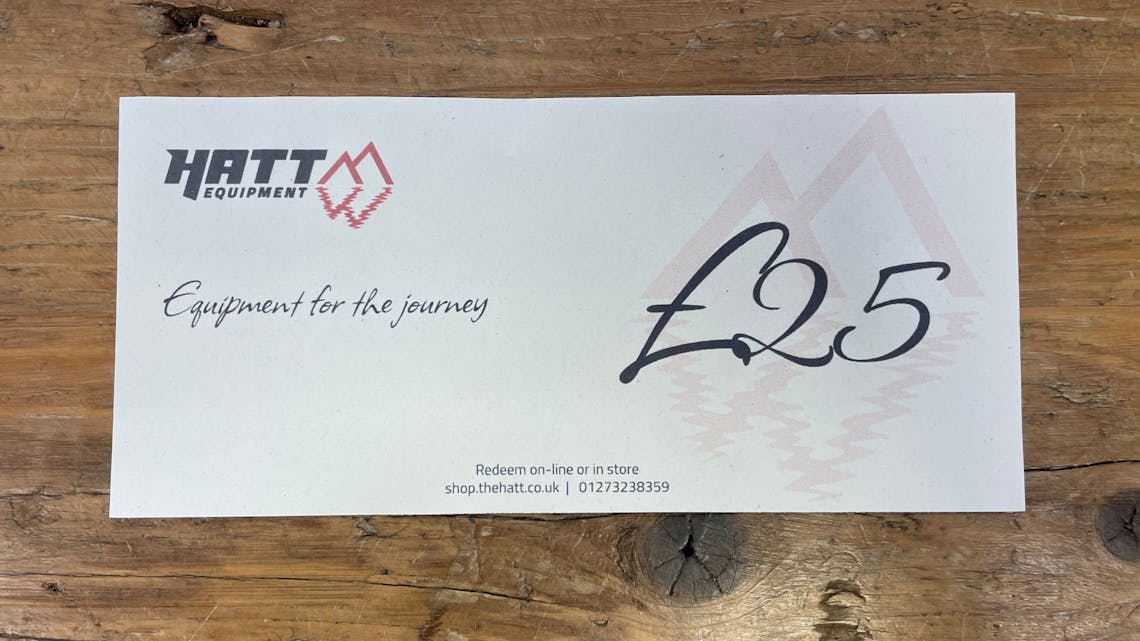 HATT
EQUIPMENT
Equipment for the journey
£25
Redeem on-line or in store
shop.thehatt.co.uk | 01273238359